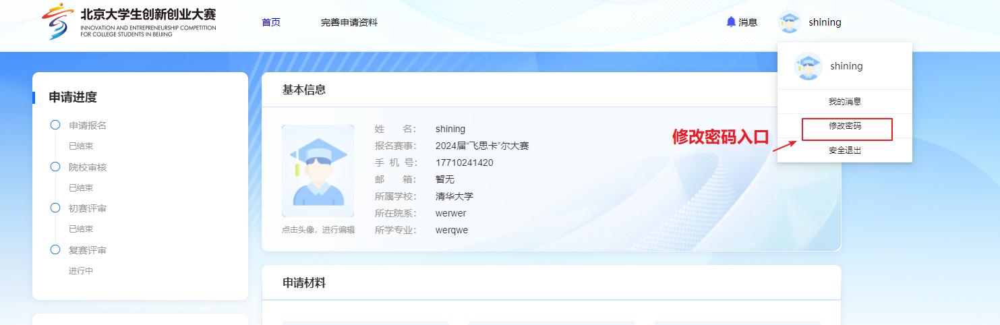 北京大学生创新创业大赛
INNOVATION AND ENTREPRENEURSHIP COMPETITION
FOR COLLEGE STUDENTS IN BEIJING
首页
完善申请资料
消息
shining
shining
我的消息
修改密码
安全退出
修改密码入口
申请进度
申请报名
已结束
院校审核
已结束
初赛评审
已结束
复赛评审
进行中
基本信息
点击头像，进行编辑
姓 名： shining
报名赛事： 2024届“飞思卡”尔大赛
手 机 号： 17710241420
邮 箱： 暂无
所属学校： 清华大学
所在院系： werwer
所学专业： werqwe
申请材料